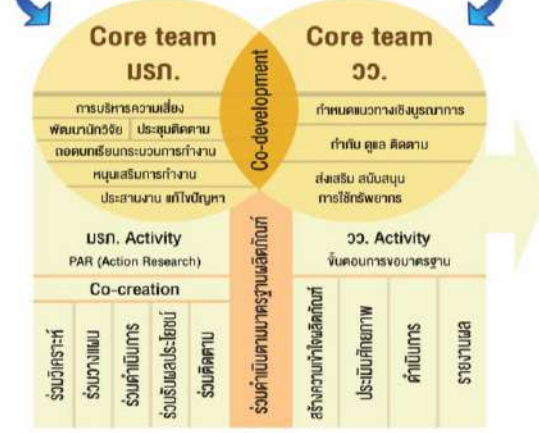 Core team
มรภ.
การบริหารความเสี่ยง
พัฒนานักวิจัย ประชุมติดตาม
ถอดบทเรียนกระบวนการทำงาน
หนุนเสริมการทำงาน
ประสานงาน แก้ไขปัญหา
Co-development
Core team
วว.
กำหนดแนวทางเชิงบูรณาการ
กำกับ ดูแล ติดตาม
ส่งเสริม สนับสนุน
การใช้ทรัพยากร
มรภ. Activity
PAR (Action Research)
Co-creation
ร่วมวิเคราะห์
ร่วมวางแผน
ร่วมดำเนินการ
ร่วมรับผลประโยชน์
ร่วมติดตาม
ร่วมดำเนินตามมาตรฐานผลิตภัณฑ์
วว. Activity
ขั้นตอนการขอมาตรฐาน
สร้างความเข้าใจผลิตภัณฑ์
ประเมินศักยภาพ
ดำเนินการ
รายงานผล